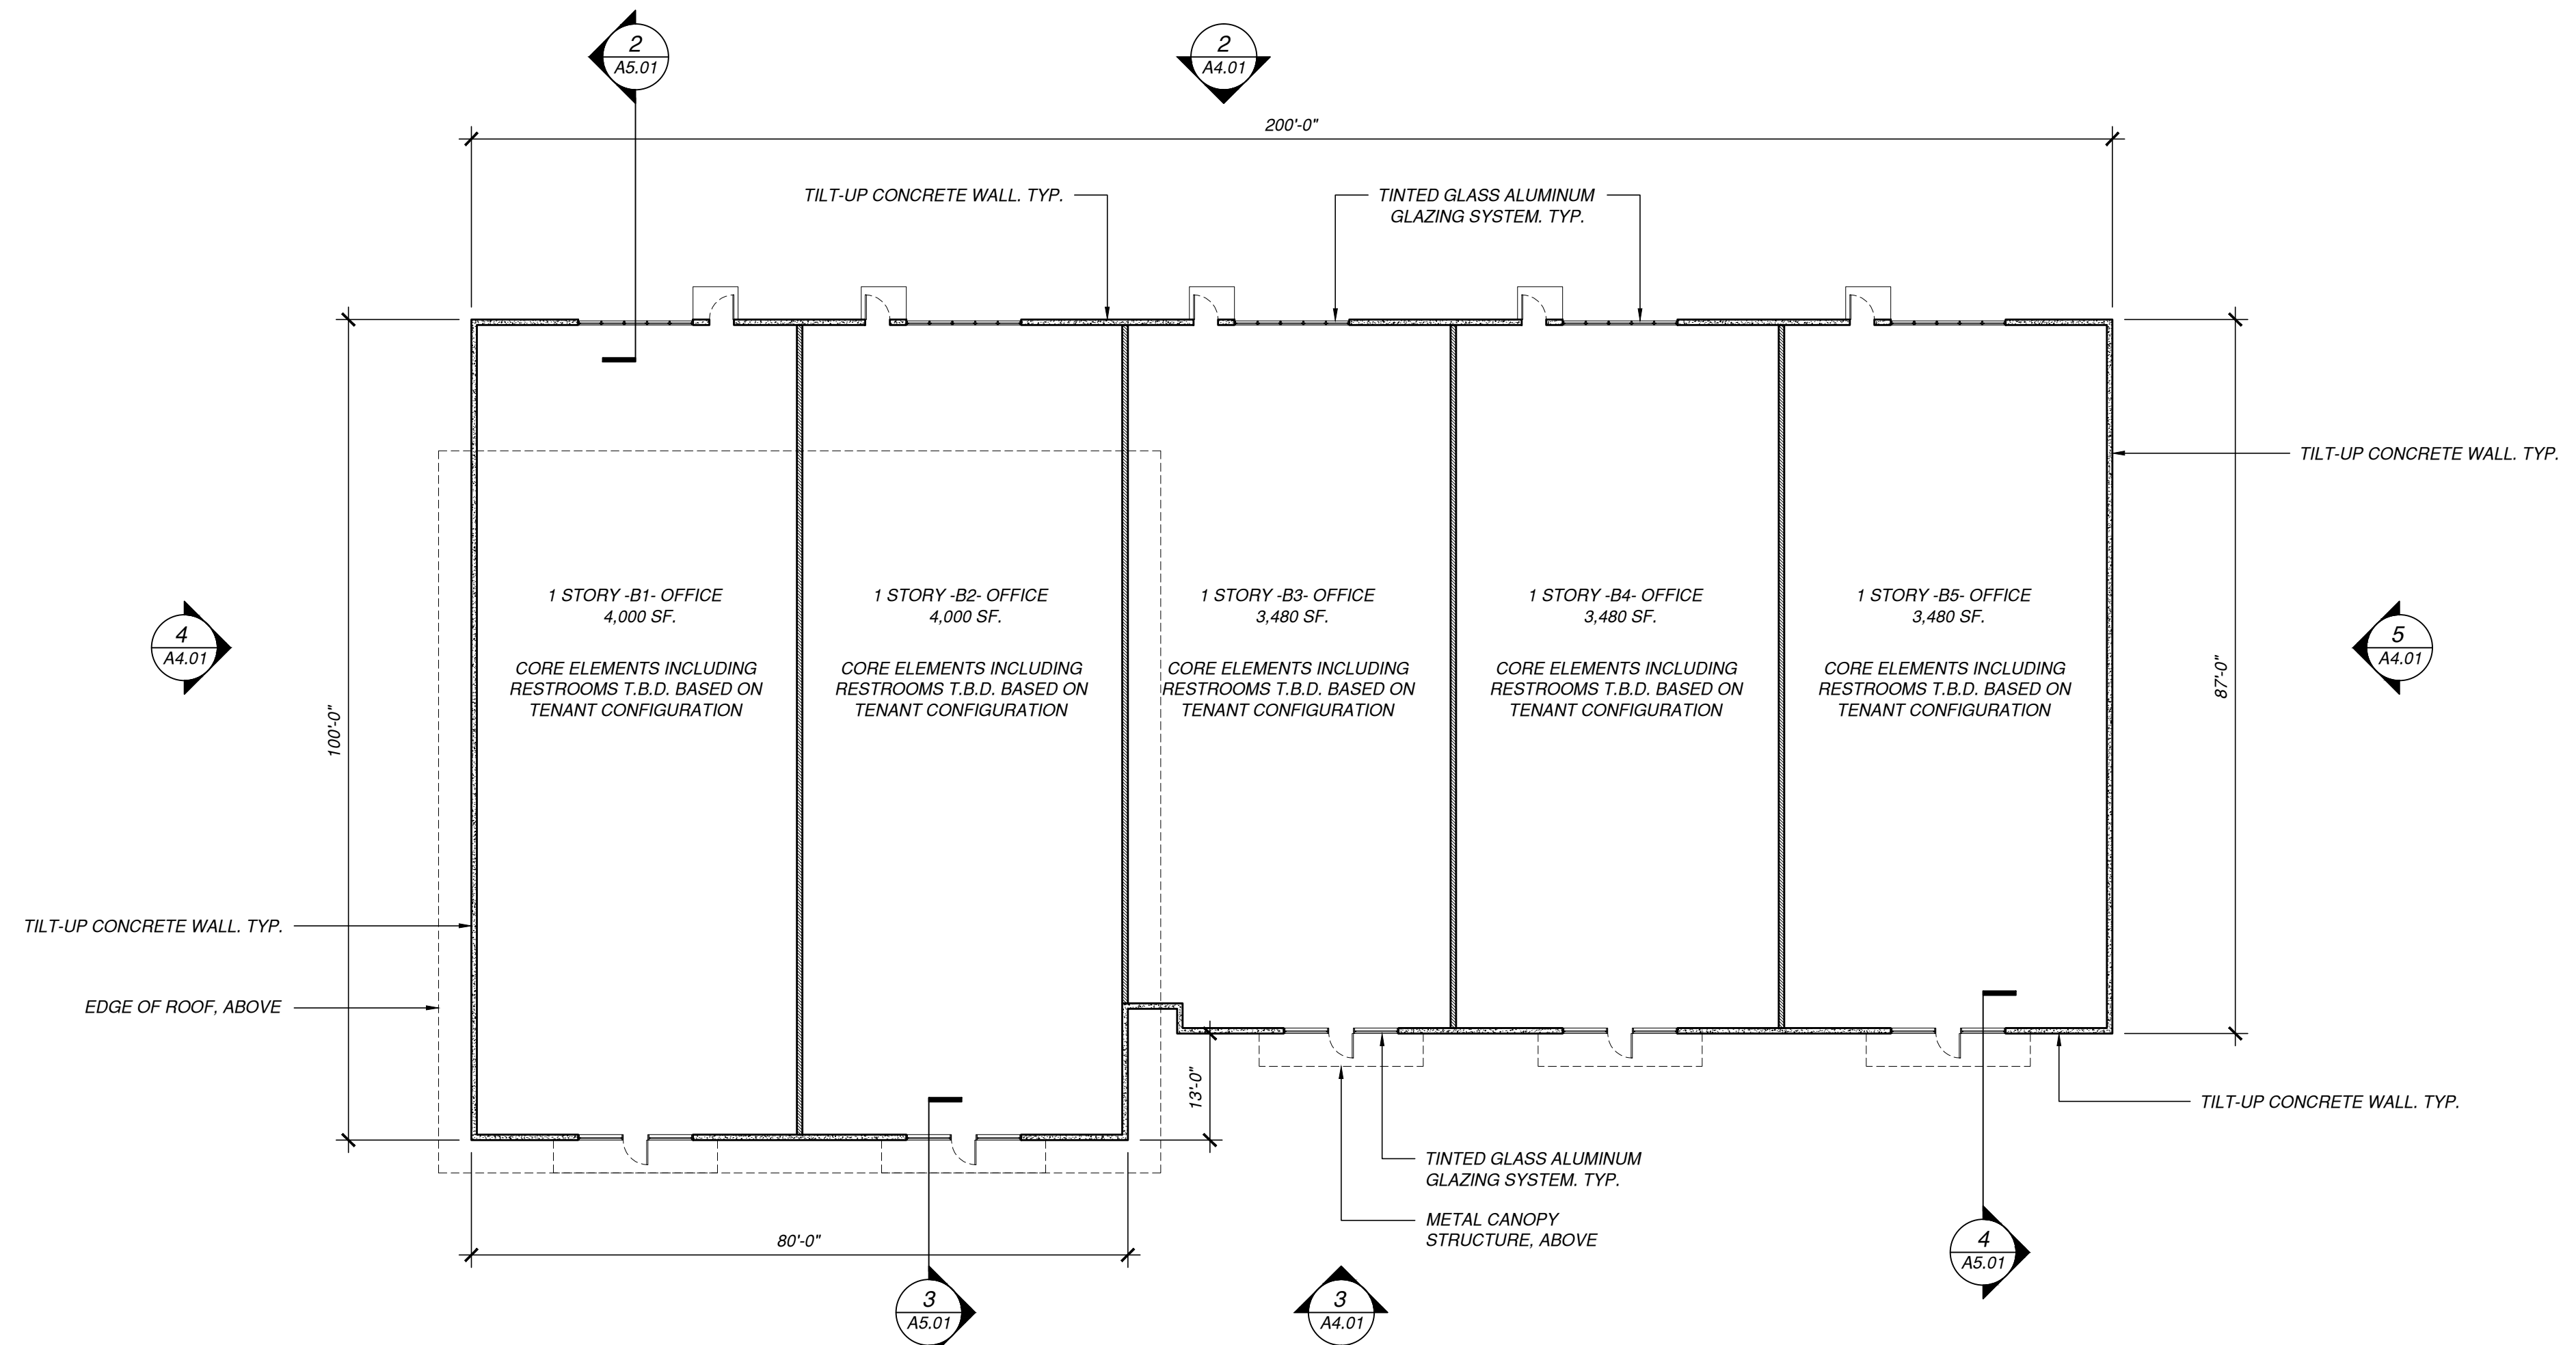 2
A5.01
2
A4.01
200'-0"
TILT-UP CONCRETE WALL. TYP.
TINTED GLASS ALUMINUM
GLAZING SYSTEM. TYP.
TILT-UP CONCRETE WALL. TYP.
1 STORY -B1- OFFICE
4,000 SF.
CORE ELEMENTS INCLUDING
RESTROOMS T.B.D. BASED ON
TENANT CONFIGURATION
1 STORY -B2- OFFICE
4,000 SF.
CORE ELEMENTS INCLUDING
RESTROOMS T.B.D. BASED ON
TENANT CONFIGURATION
1 STORY -B3- OFFICE
3,480 SF.
CORE ELEMENTS INCLUDING
RESTROOMS T.B.D. BASED ON
TENANT CONFIGURATION
1 STORY -B4- OFFICE
3,480 SF.
CORE ELEMENTS INCLUDING
RESTROOMS T.B.D. BASED ON
TENANT CONFIGURATION
1 STORY -B5- OFFICE
3,480 SF.
CORE ELEMENTS INCLUDING
RESTROOMS T.B.D. BASED ON
TENANT CONFIGURATION
4
A4.01
5
A4.01
100'-0"
87'-0"
TILT-UP CONCRETE WALL. TYP.
EDGE OF ROOF, ABOVE
13'-0"
TILT-UP CONCRETE WALL. TYP.
TINTED GLASS ALUMINUM
GLAZING SYSTEM. TYP.
METAL CANOPY
STRUCTURE, ABOVE
80'-0"
4
A5.01
3
A5.01
3
A4.01